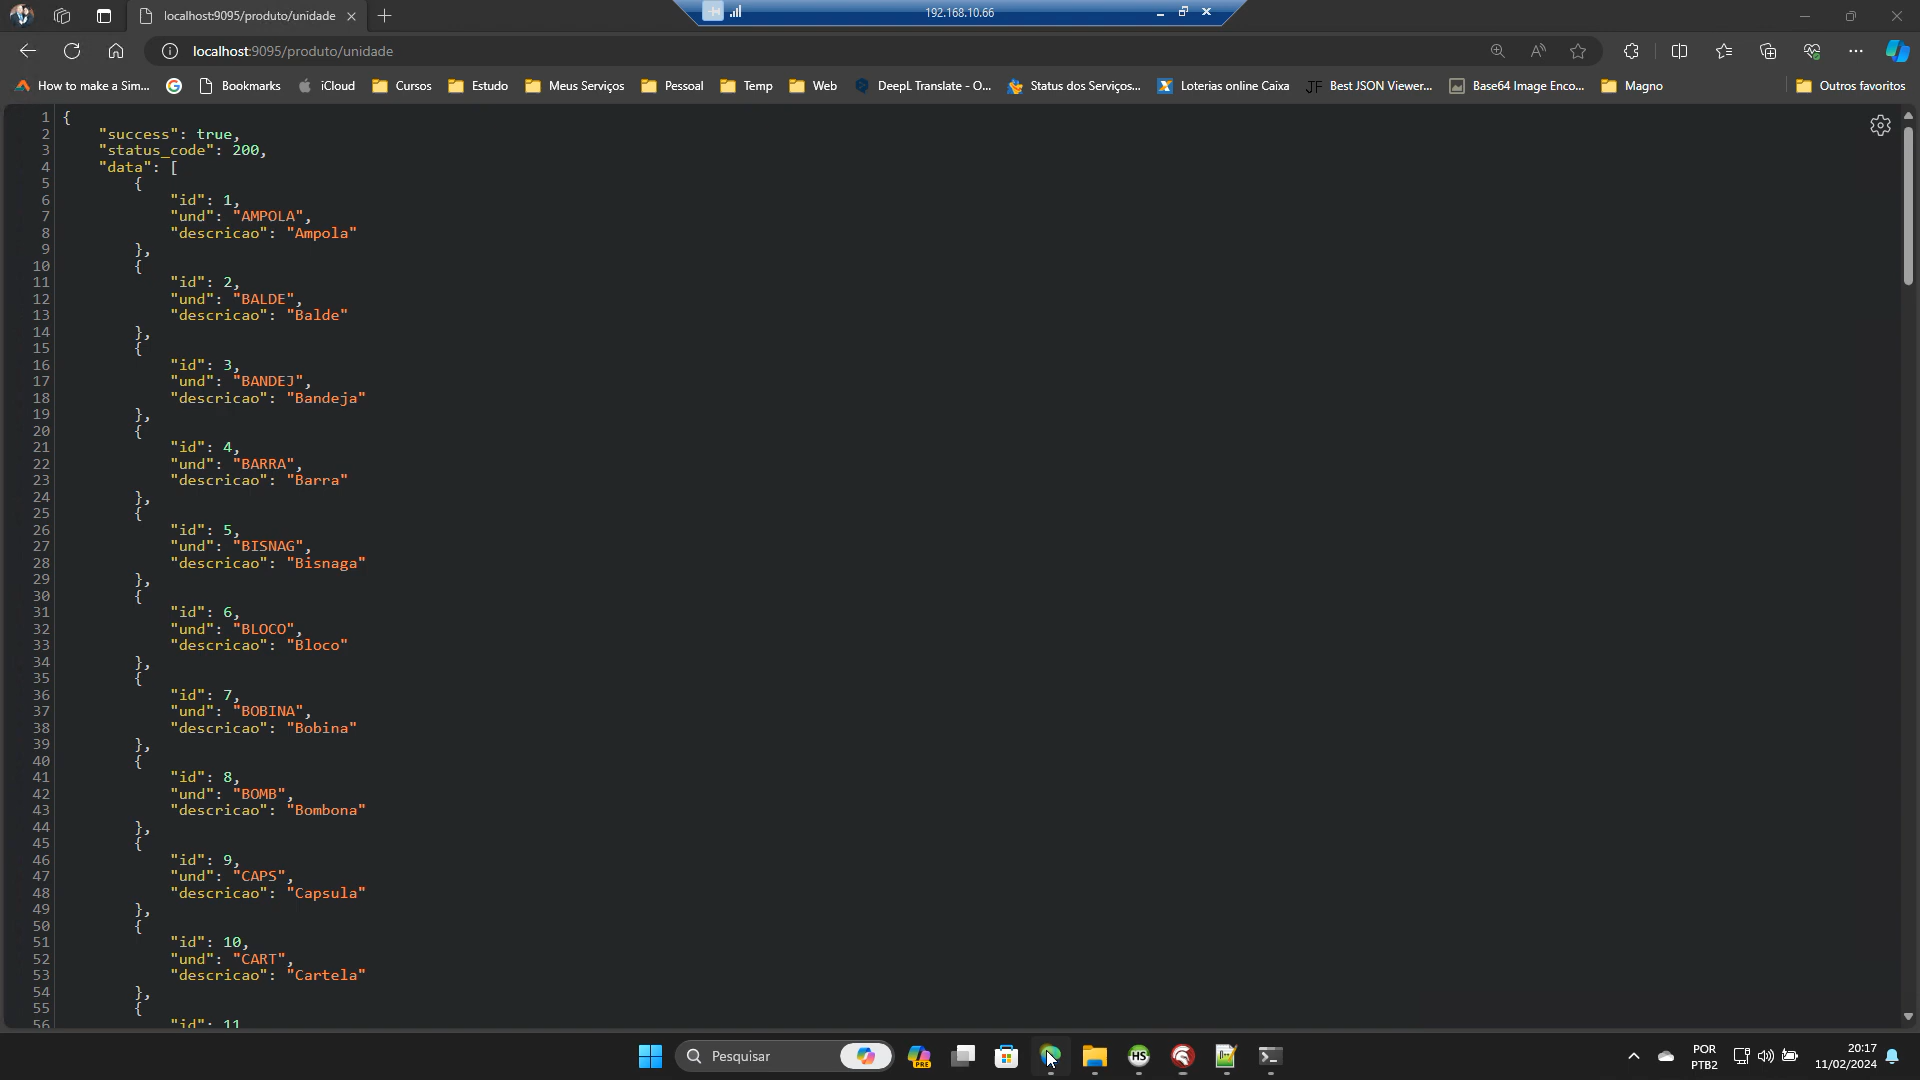 localhost:9095/produto/unidade
192.168.10.66
localhost:9095/produto/unidade
How to make a Sim...
Bookmarks
iCloud
Cursos
Estudo
Meus Serviços
Pessoal
Temp
Web
DeepL Translate - O...
Status dos Serviços...
Loterias online Caixa
JF Best JSON Viewer...
Base64 Image Enco...
Magno
Outros favoritos
1 {
2 "success": true,
3 "status_code": 200,
4 "data": [
5 {
6 "id": 1,
7 "und": "AMPOLA",
8 "descricao": "Ampola"
9 },
10 {
11 "id": 2,
12 "und": "BALDE",
13 "descricao": "Balde"
14 },
15 {
16 "id": 3,
17 "und": "BANDEJ",
18 "descricao": "Bandeja"
19 },
20 {
21 "id": 4,
22 "und": "BARRA",
23 "descricao": "Barra"
24 },
25 {
26 "id": 5,
27 "und": "BISNAG",
28 "descricao": "Bisnaga"
29 },
30 {
31 "id": 6,
32 "und": "BLOCO",
33 "descricao": "Bloco"
34 },
35 {
36 "id": 7,
37 "und": "BOBINA",
38 "descricao": "Bobina"
39 },
40 {
41 "id": 8,
42 "und": "BOMB",
43 "descricao": "Bombona"
44 },
45 {
46 "id": 9,
47 "und": "CAPS",
48 "descricao": "Capsula"
49 },
50 {
51 "id": 10,
52 "und": "CART",
53 "descricao": "Cartela"
54 },
55 {
56 "id": 11
Pesquisar
PRE
HS
POR
PTB2
20:17
11/02/2024